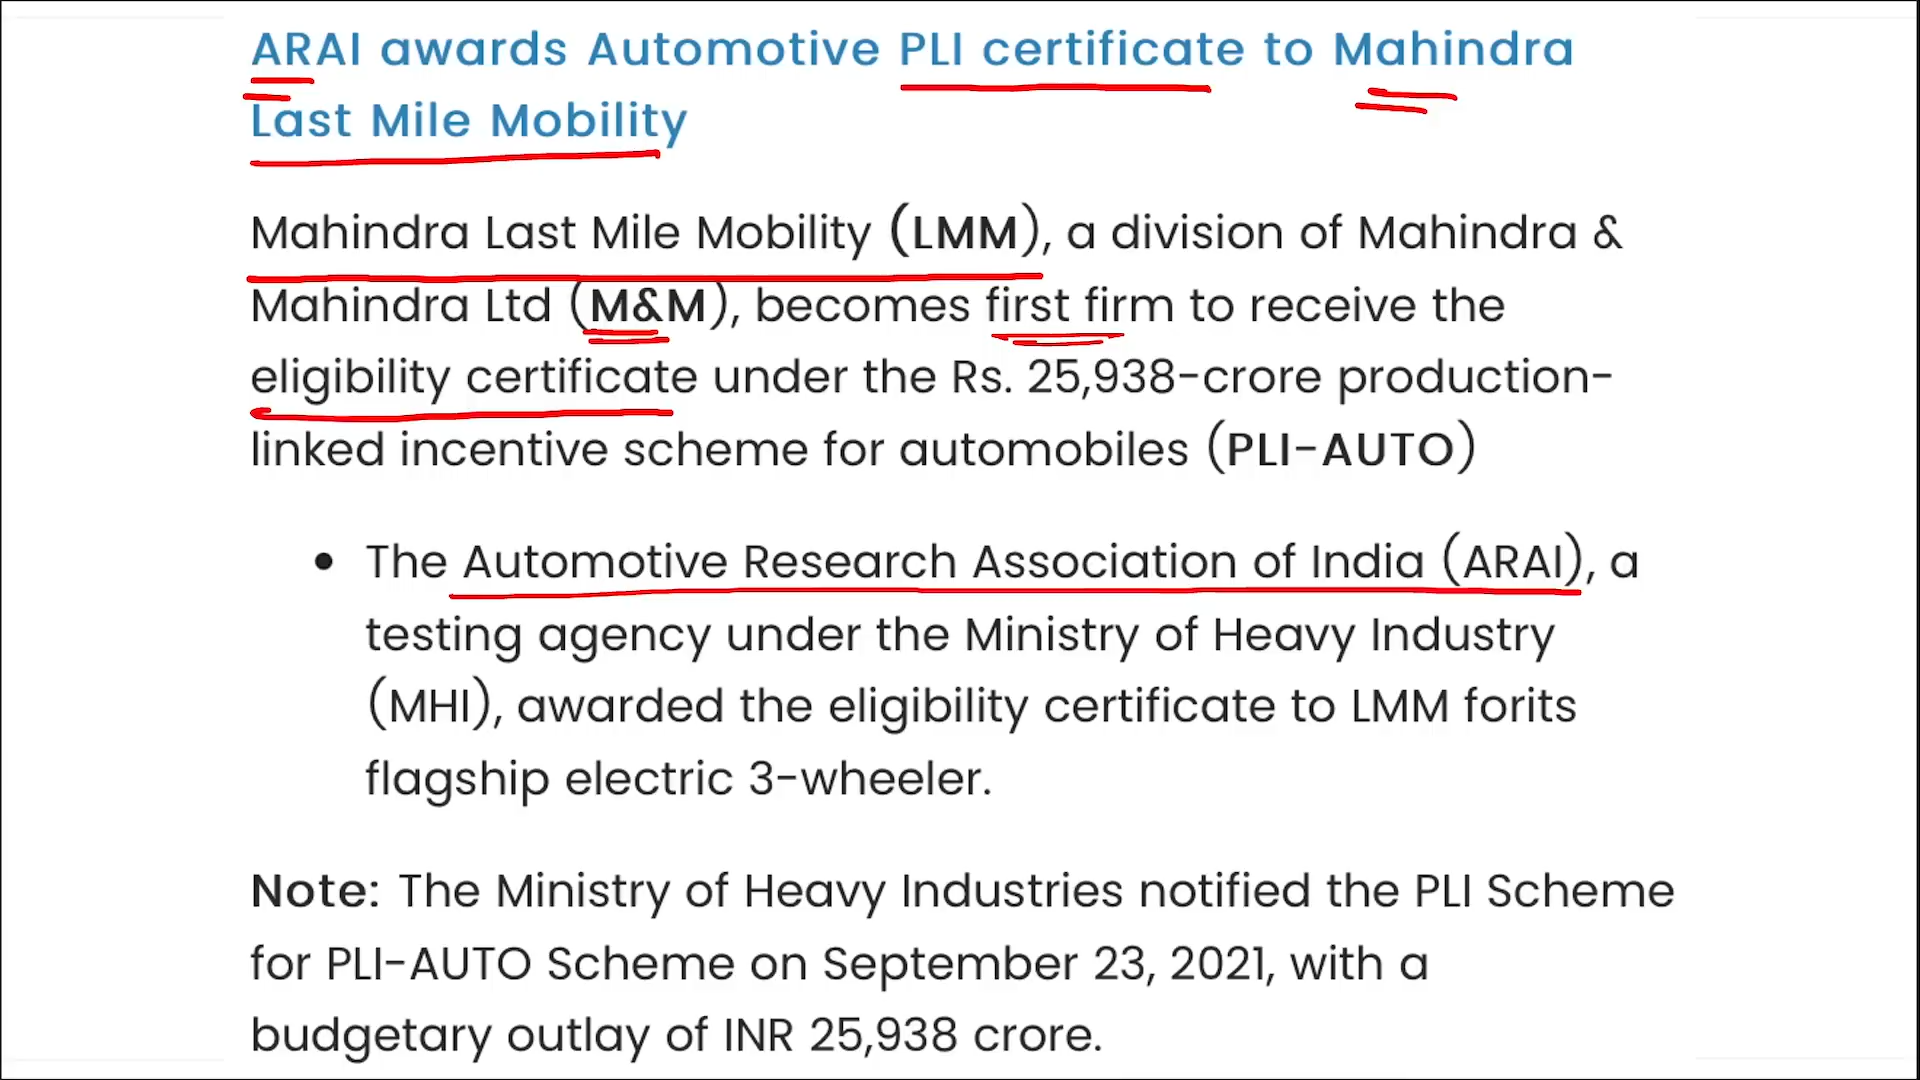 ARAI awards Automotive PLI certificate to Mahindra
Last Mile Mobility
Mahindra Last Mile Mobility (LMM), a division of Mahindra &
Mahindra Ltd (M&M), becomes first firm to receive the
eligibility certificate under the Rs. 25,938-crore production-
linked incentive scheme for automobiles (PLI-AUTO)
• The Automotive Research Association of India (ARAI), a
testing agency under the Ministry of Heavy Industry
(MHI), awarded the eligibility certificate to LMM forits
flagship electric 3-wheeler.
Note: The Ministry of Heavy Industries notified the PLI Scheme
for PLI-AUTO Scheme on September 23, 2021, with a
budgetary outlay of INR 25,938 crore.